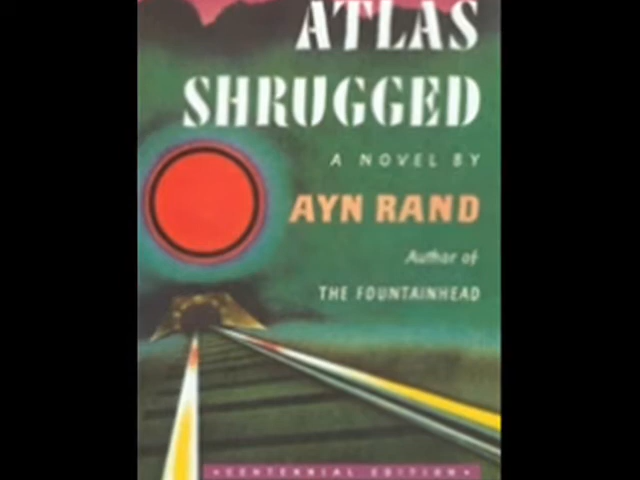 ATLAS
SHRUGGED
A NOVEL BY
AYN RAND
Author of
THE FOUNTAINHEAD
CENTENNIAL EDITION